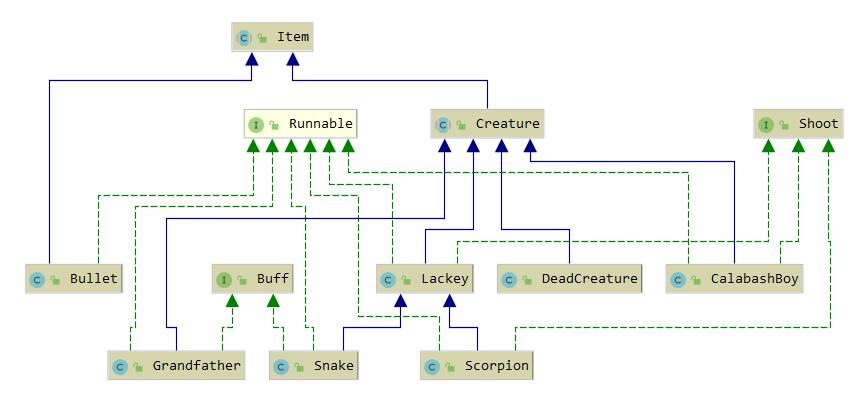 C Item
I Runnable
C Creature
I Shoot
C Bullet
I Buff
C Lackey
C DeadCreature
C CalabashBoy
C Grandfather
C Snake
C Scorpion